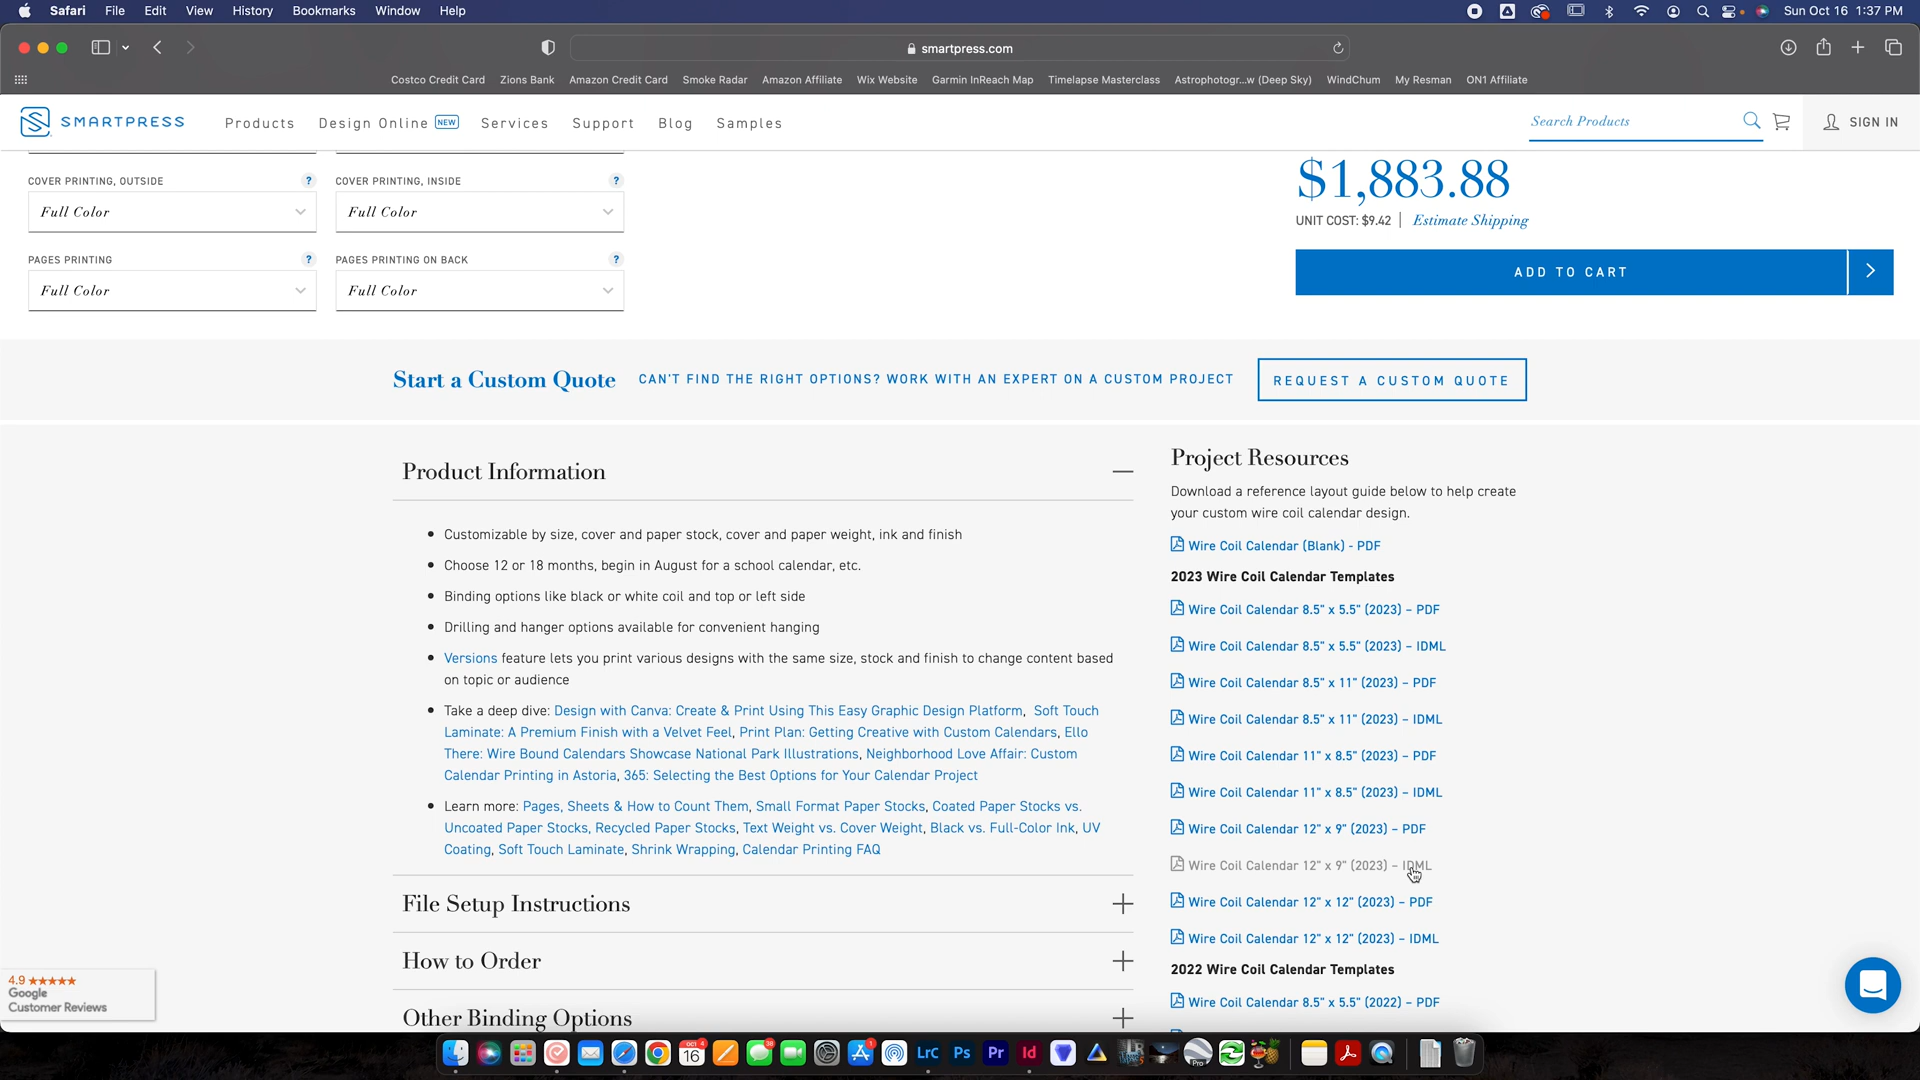 Safari File Edit View History Bookmarks Window Help
Sun Oct 16 1:37 PM
smartpress.com
Costco Credit Card Zions Bank Amazon Credit Card Smoke Radar Amazon Affiliate Wix Website Garmin InReach Map Timelapse Masterclass Astrophotogr...w (Deep Sky) WindChum My Resman ON1 Affiliate
SMARTPRESS
Products Design Online NEW Services Support Blog Samples
Search Products
SIGN IN
COVER PRINTING, OUTSIDE ?
COVER PRINTING, INSIDE ?
Full Color
Full Color
PAGES PRINTING ?
PAGES PRINTING ON BACK ?
Full Color
Full Color
$1,883.88
UNIT COST: $9.42 | Estimate Shipping
ADD TO CART
Start a Custom Quote CAN'T FIND THE RIGHT OPTIONS? WORK WITH AN EXPERT ON A CUSTOM PROJECT REQUEST A CUSTOM QUOTE
Product Information
• Customizable by size, cover and paper stock, cover and paper weight, ink and finish
• Choose 12 or 18 months, begin in August for a school calendar, etc.
• Binding options like black or white coil and top or left side
• Drilling and hanger options available for convenient hanging
• Versions feature lets you print various designs with the same size, stock and finish to change content based
on topic or audience
• Take a deep dive: Design with Canva: Create & Print Using This Easy Graphic Design Platform, Soft Touch
Laminate: A Premium Finish with a Velvet Feel, Print Plan: Getting Creative with Custom Calendars, Ello
There: Wire Bound Calendars Showcase National Park Illustrations, Neighborhood Love Affair: Custom
Calendar Printing in Astoria, 365: Selecting the Best Options for Your Calendar Project
• Learn more: Pages, Sheets & How to Count Them, Small Format Paper Stocks, Coated Paper Stocks vs.
Uncoated Paper Stocks, Recycled Paper Stocks, Text Weight vs. Cover Weight, Black vs. Full-Color Ink, UV
Coating, Soft Touch Laminate, Shrink Wrapping, Calendar Printing FAQ
File Setup Instructions
How to Order
Other Binding Options
Project Resources
Download a reference layout guide below to help create
your custom wire coil calendar design.
Wire Coil Calendar (Blank) - PDF
2023 Wire Coil Calendar Templates
Wire Coil Calendar 8.5" x 5.5" (2023) – PDF
Wire Coil Calendar 8.5" x 5.5" (2023) – IDML
Wire Coil Calendar 8.5" x 11" (2023) – PDF
Wire Coil Calendar 8.5" x 11" (2023) – IDML
Wire Coil Calendar 11" x 8.5" (2023) – PDF
Wire Coil Calendar 11" x 8.5" (2023) – IDML
Wire Coil Calendar 12" x 9" (2023) – PDF
Wire Coil Calendar 12" x 9" (2023) – IDML
Wire Coil Calendar 12" x 12" (2023) – PDF
Wire Coil Calendar 12" x 12" (2023) – IDML
2022 Wire Coil Calendar Templates
Wire Coil Calendar 8.5" x 5.5" (2022) – PDF
4.9 ★★★★★
Google
Customer Reviews
OCT 4
16
38
1
LrC Ps Pr Id
Pro